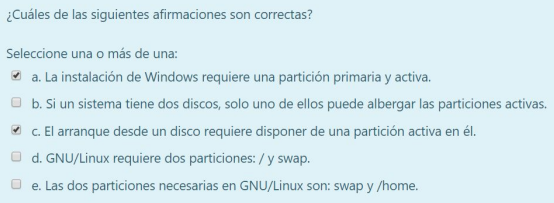 ¿Cuáles de las siguientes afirmaciones son correctas?
Seleccione una o más de una:
a. La instalación de Windows requiere una partición primaria y activa.
b. Si un sistema tiene dos discos, solo uno de ellos puede albergar las particiones activas.
c. El arranque desde un disco requiere disponer de una partición activa en él.
d. GNU/Linux requiere dos particiones: / y swap.
e. Las dos particiones necesarias en GNU/Linux son: swap y /home.